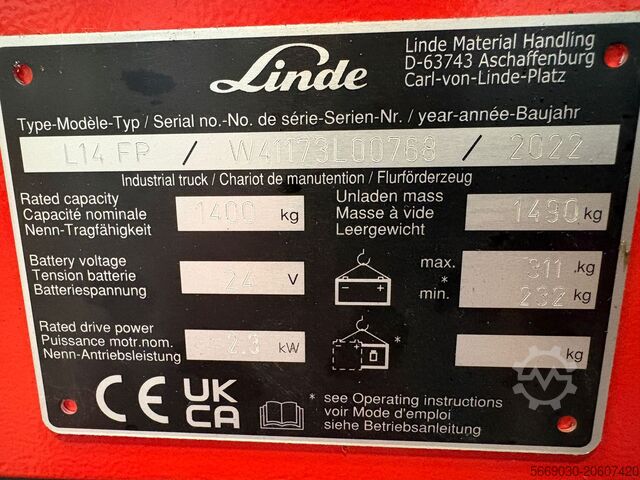 Linde
Linde Material Handling
D-63743 Aschaffenburg
Carl-von-Linde-Platz
Type-Modèle-Typ / Serial no.-No. de série-Serien-Nr. / year-année-Baujahr
L14 FP / W41173L00768 / 2022
Industrial truck / Chariot de manutention / Flurförderzeug
Rated capacity
Capacité nominale
Nenn-Tragfähigkeit
1400 kg
Unladen mass
Masse à vide
Leergewicht
1490 kg
Battery voltage
Tension batterie
Batteriespannung
24 V
max. 311 .kg
*
min. 232 kg
Rated drive power
Puissance motr.nom.
Nenn-Antriebsleistung
2.3 kW
*
kg
CE UK
CA
* see Operating instructions
voir Mode d'emploi
siehe Betriebsanleitung
5669030-20607420